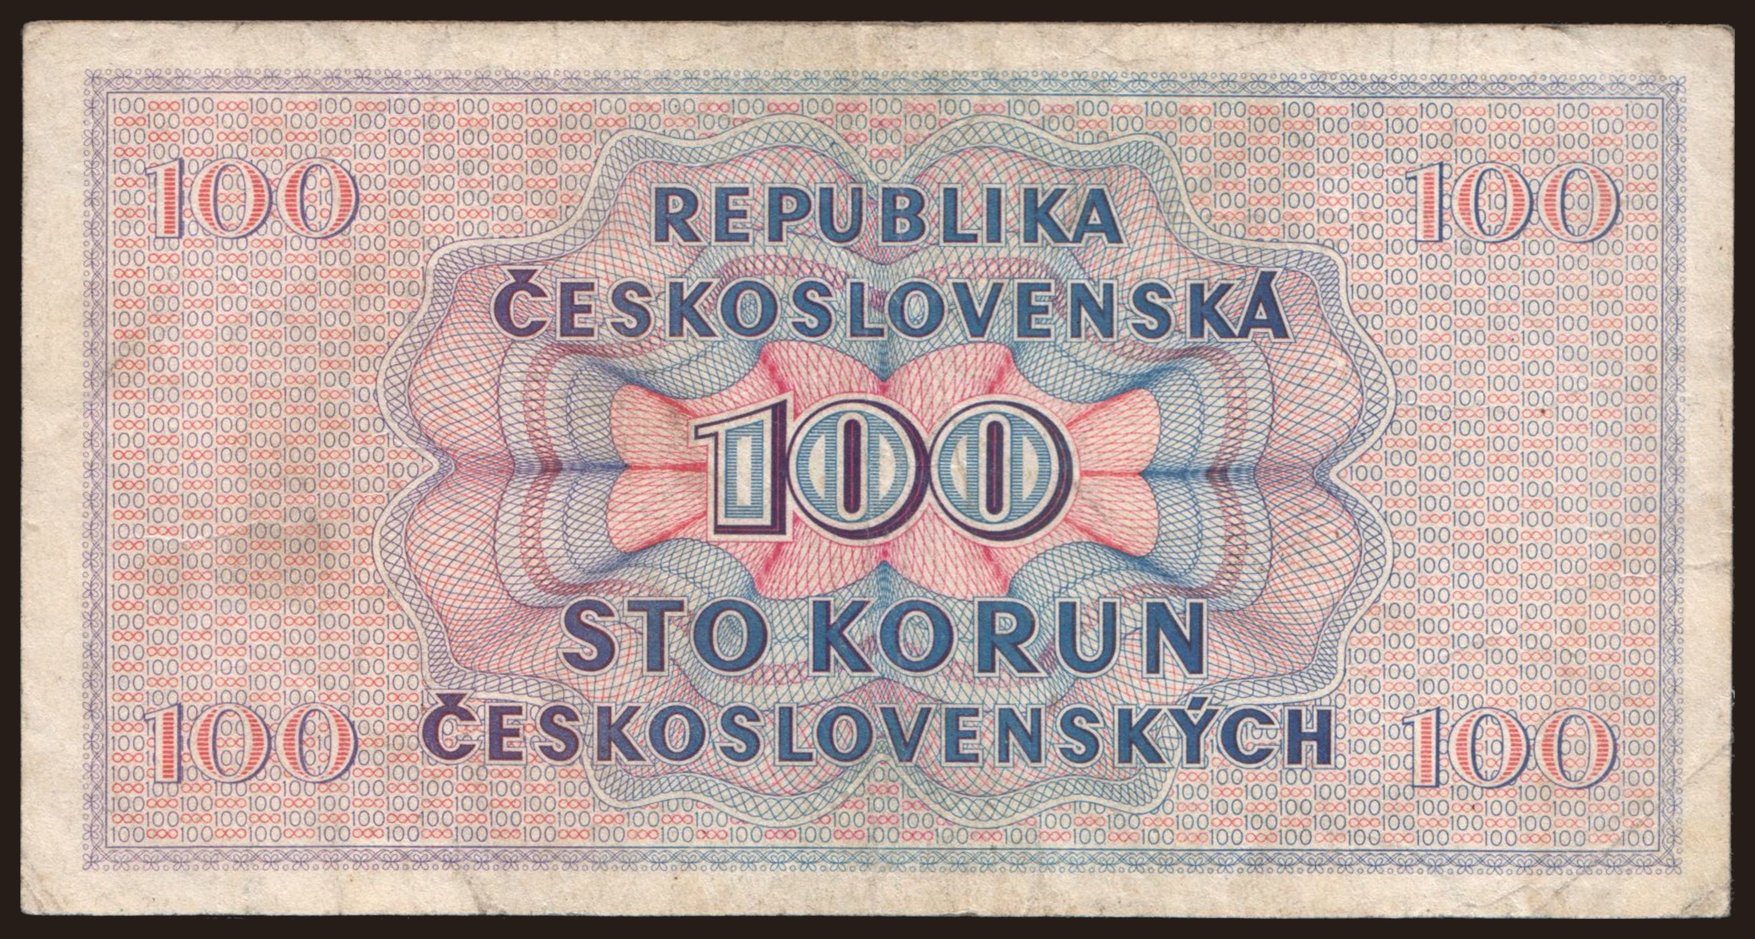 100 100
REPUBLIKA
ČESKOSLOVENSKÁ
100
STO KORUN
ČESKOSLOVENSKÝCH
100 100